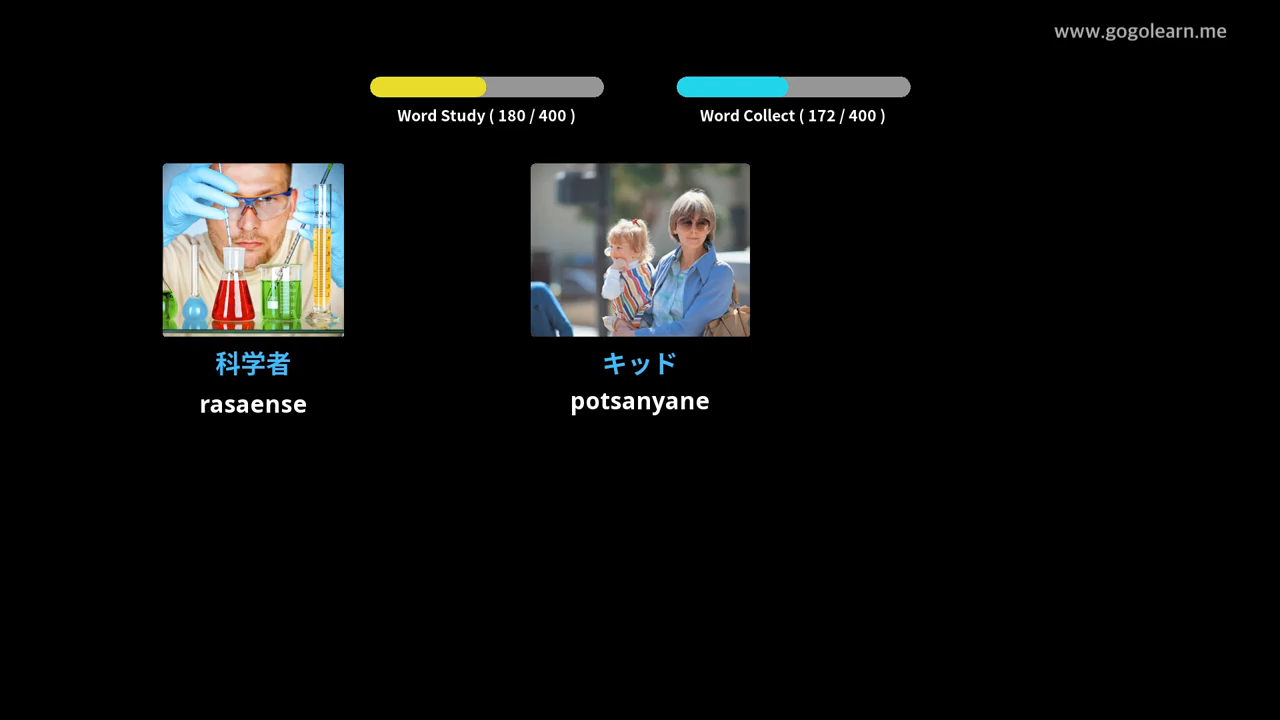 www.gogolearn.me
Word Study ( 180 / 400 )
Word Collect ( 172 / 400 )
科学者
rasaense
キッド
potsanyane